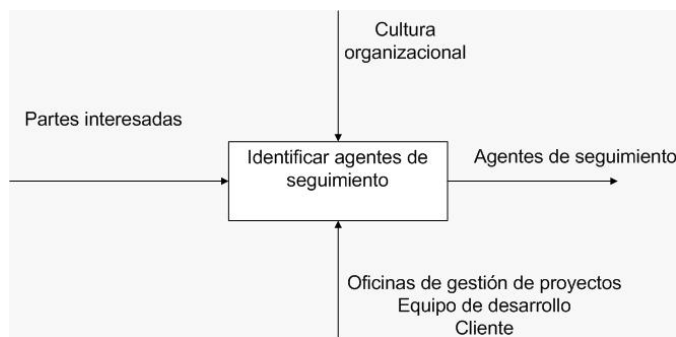 Cultura
organizacional
Partes interesadas
Identificar agentes de
seguimiento
Agentes de seguimiento
Oficinas de gestión de proyectos
Equipo de desarrollo
Cliente